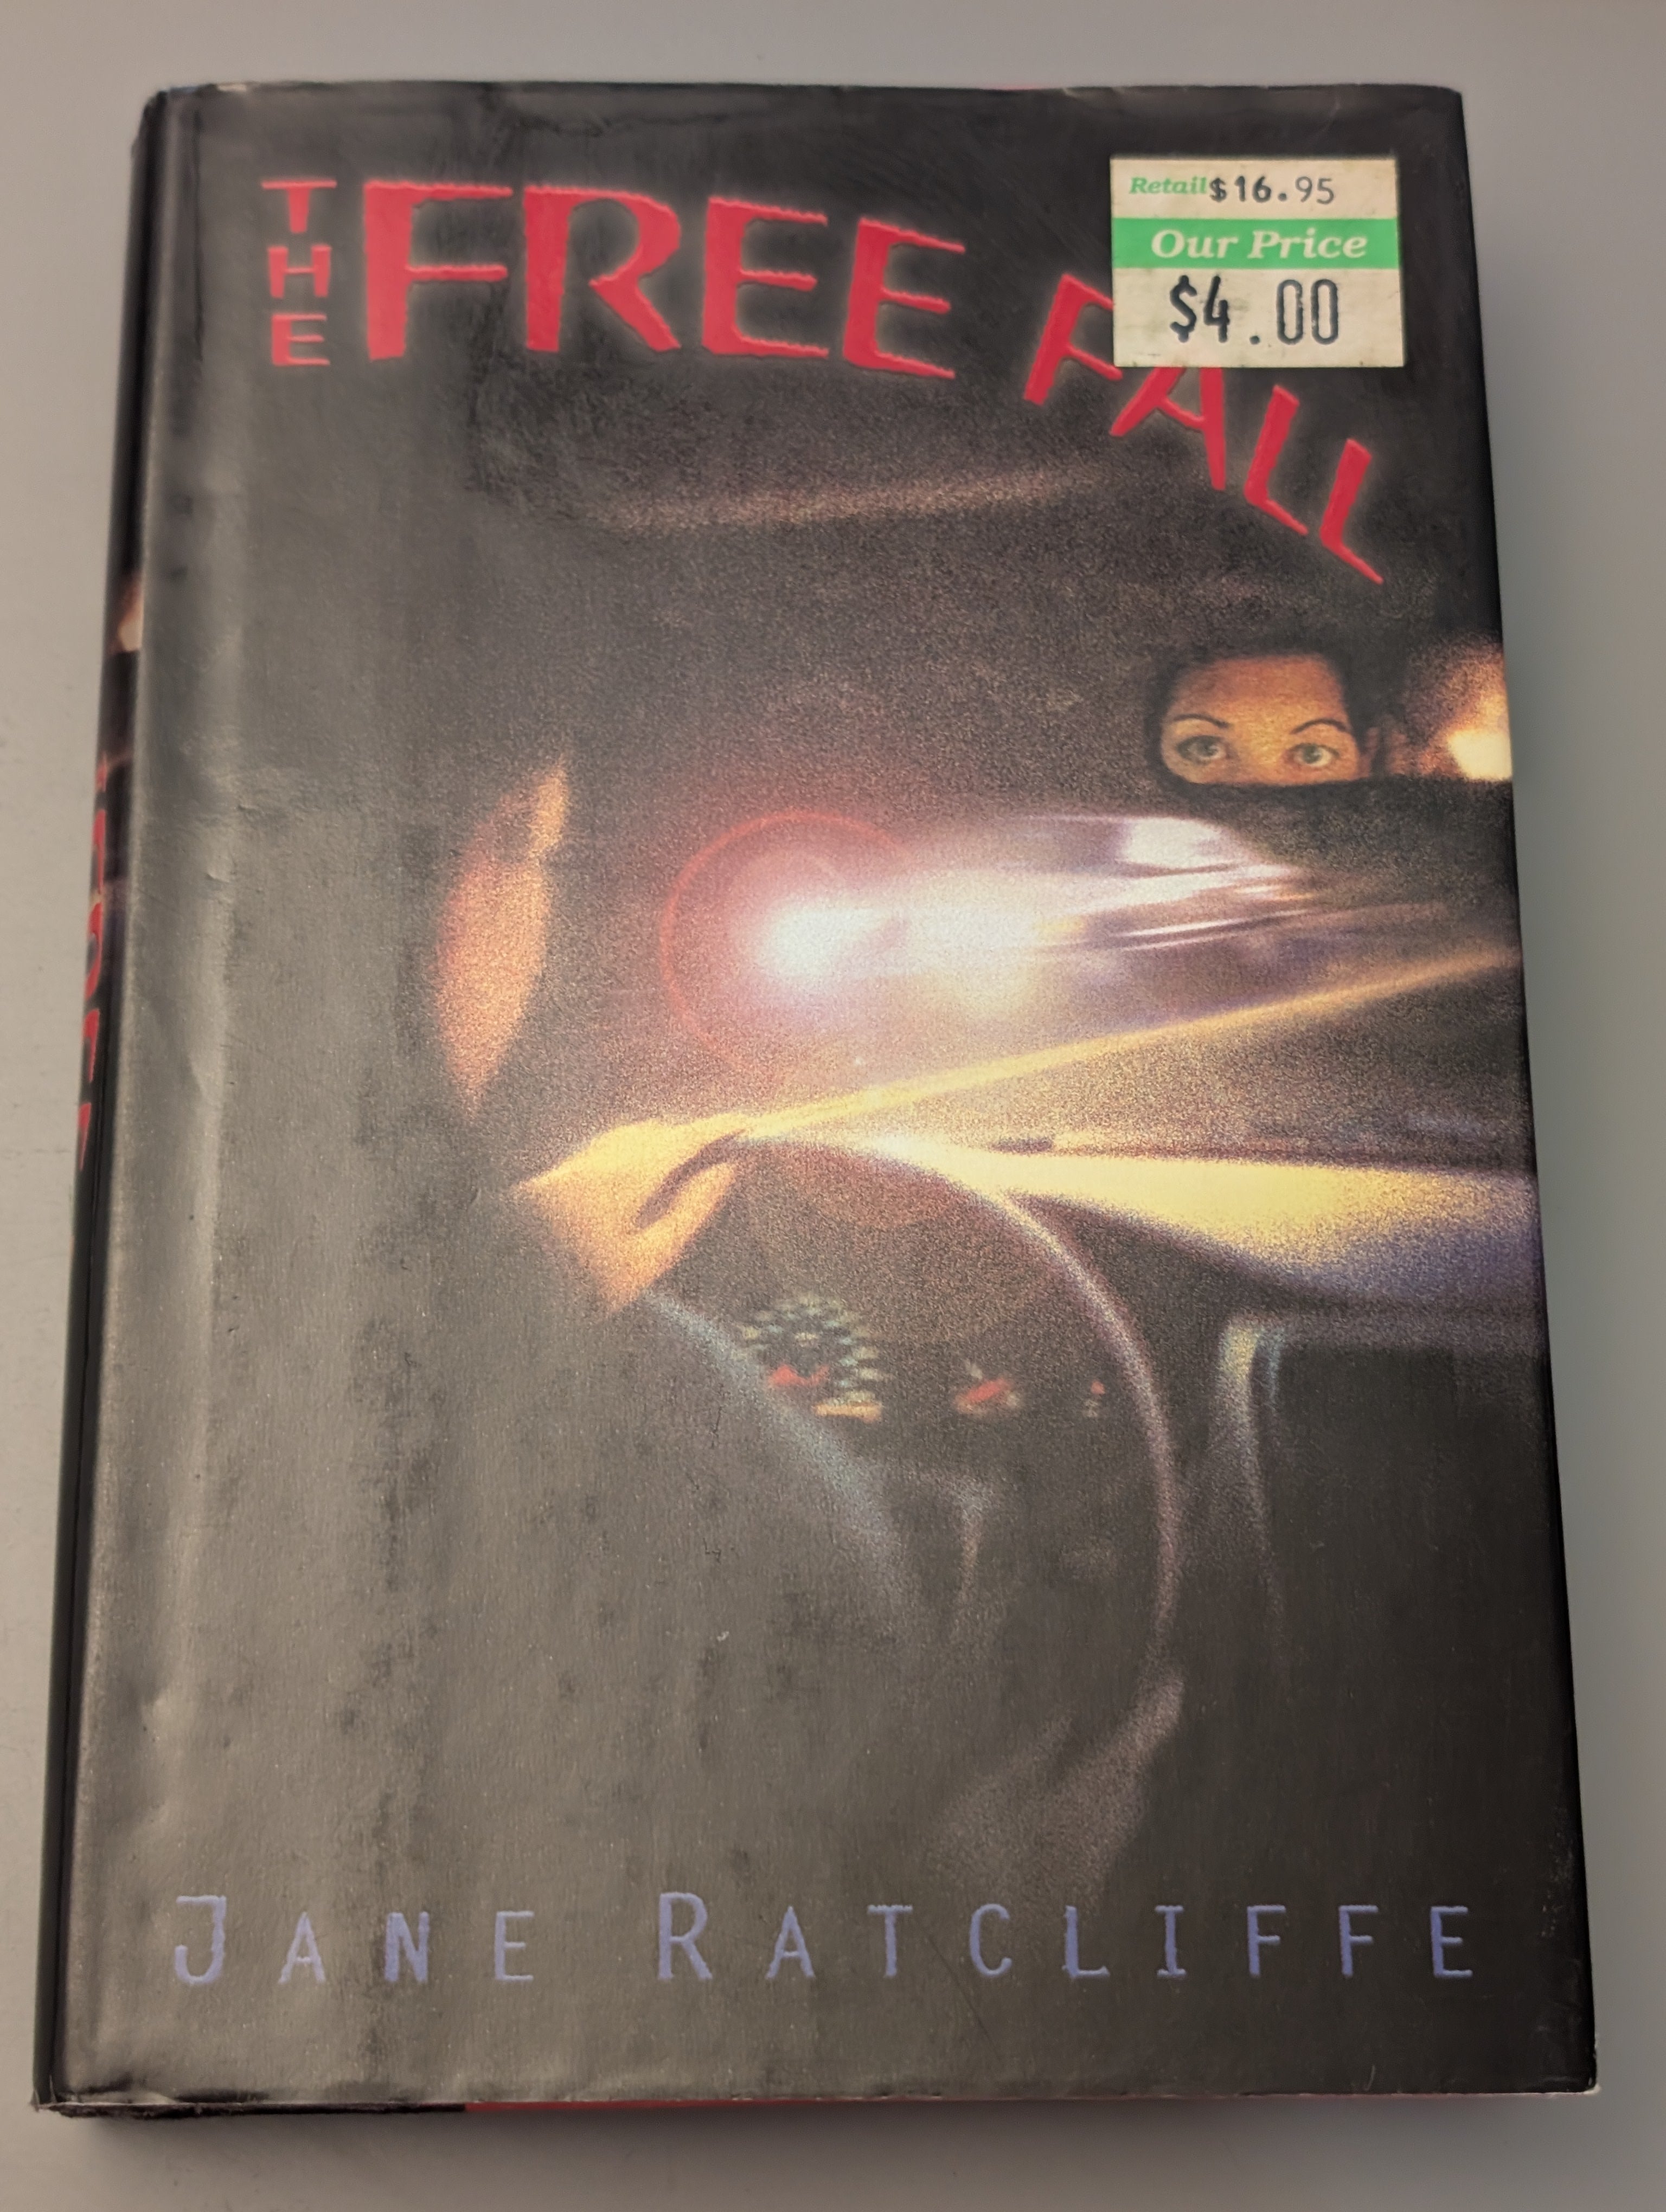 THE FREE FALL
Retail $16.95
Our Price
$4.00
JANE RATCLIFFE